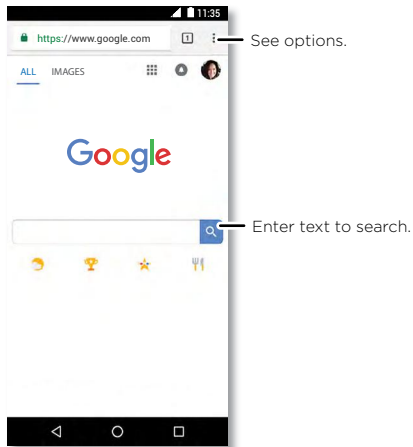 11:35
https://www.google.com
1
See options.
ALL IMAGES
Google
Enter text to search.